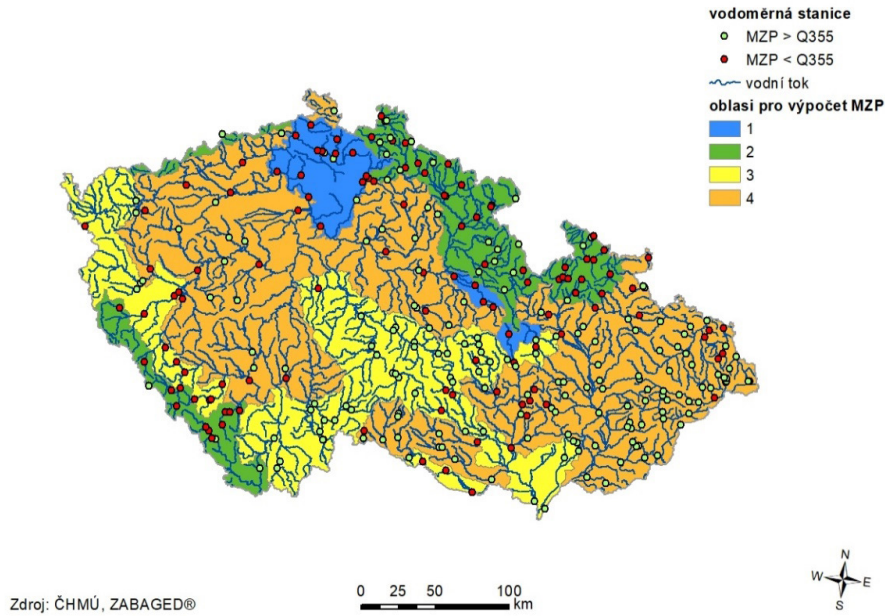 vodoměrná stanice
MZP > Q355
MZP < Q355
vodní tok
oblasi pro výpočet MZP
1
2
3
4
N
W E
S
0 25 50 100
km
Zdroj: ČHMÚ, ZABAGED®